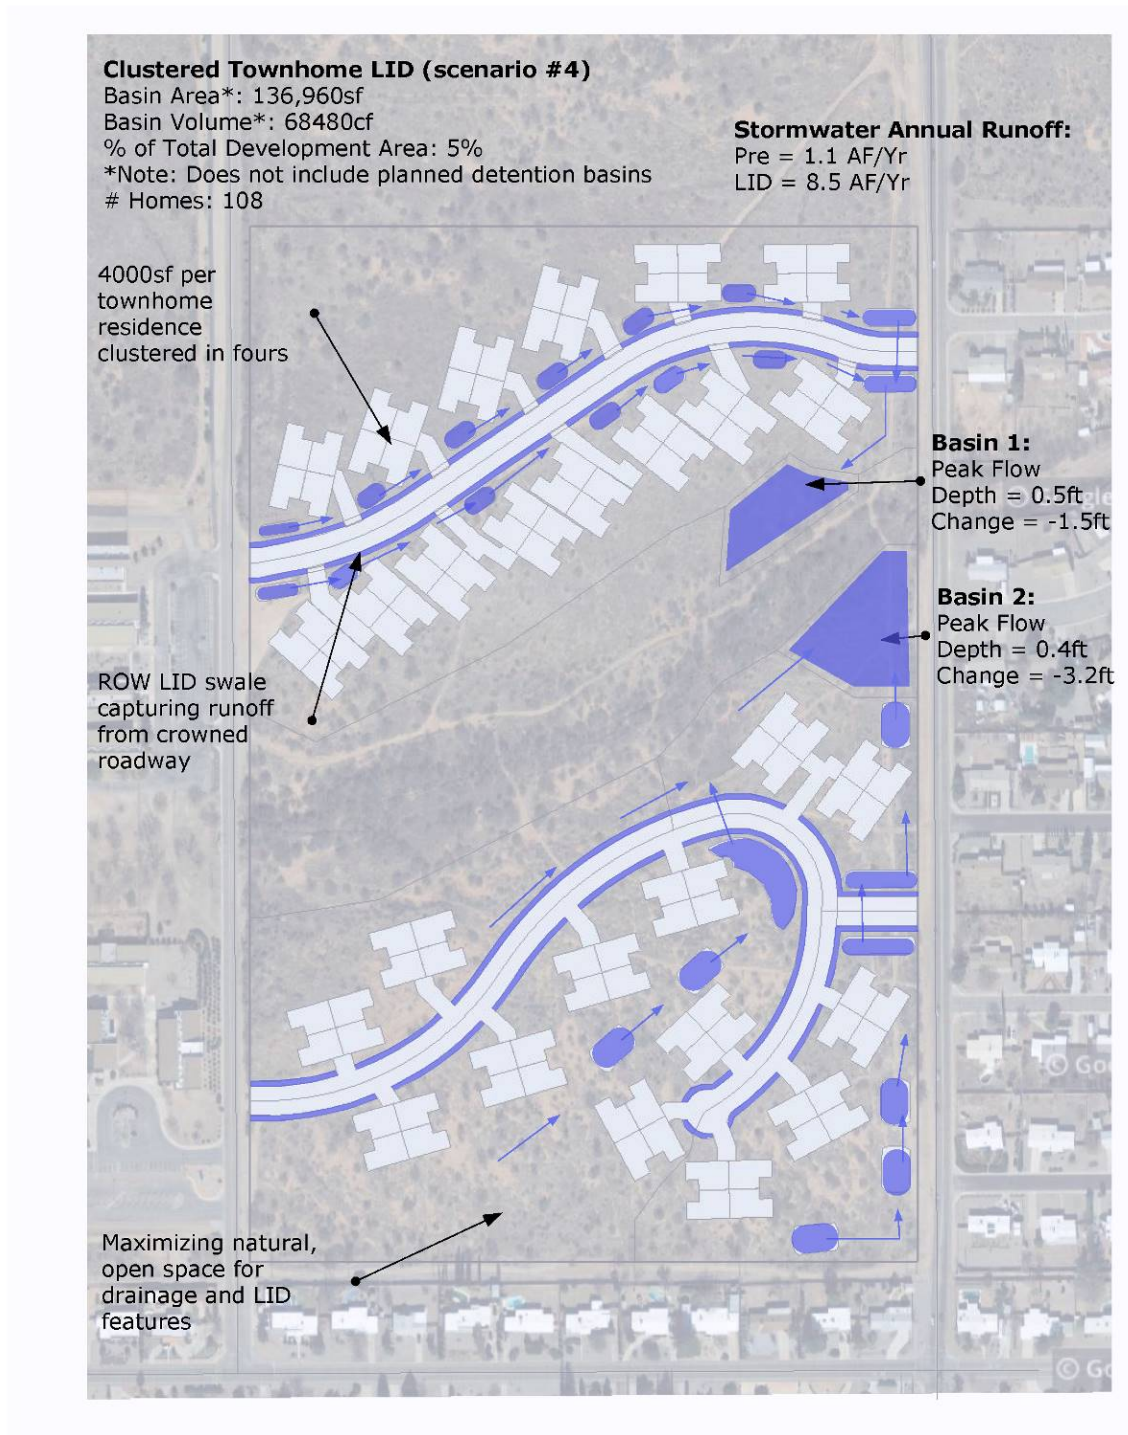 Clustered Townhome LID (scenario #4)
Basin Area*: 136,960sf
Basin Volume*: 68480cf
% of Total Development Area: 5%
*Note: Does not include planned detention basins
# Homes: 108
Stormwater Annual Runoff:
Pre = 1.1 AF/Yr
LID = 8.5 AF/Yr
4000sf per
townhome
residence
clustered in fours
Basin 1:
Peak Flow
Depth = 0.5ft
Change = -1.5ft
Basin 2:
Peak Flow
Depth = 0.4ft
Change = -3.2ft
ROW LID swale
capturing runoff
from crowned
roadway
Maximizing natural,
open space for
drainage and LID
features
© Goo
© Go